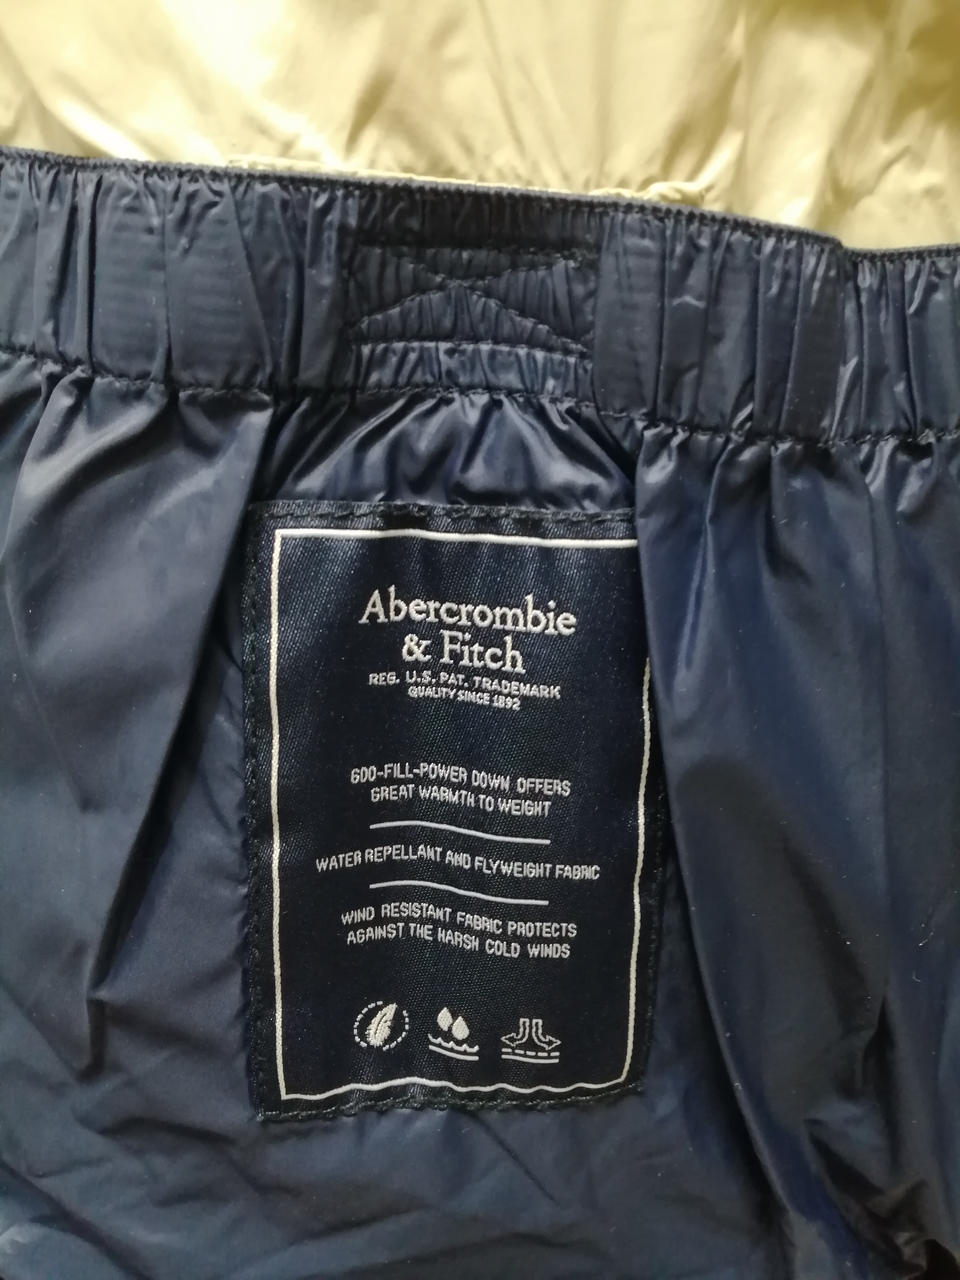 Abercrombie
& Fitch
REG. U.S. PAT. TRADEMARK
QUALITY SINCE 1892
600-FILL-POWER DOWN OFFERS
GREAT WARMTH TO WEIGHT
WATER REPELLANT AND FLYWEIGHT FABRIC
WIND RESISTANT FABRIC PROTECTS
AGAINST THE HARSH COLD WINDS